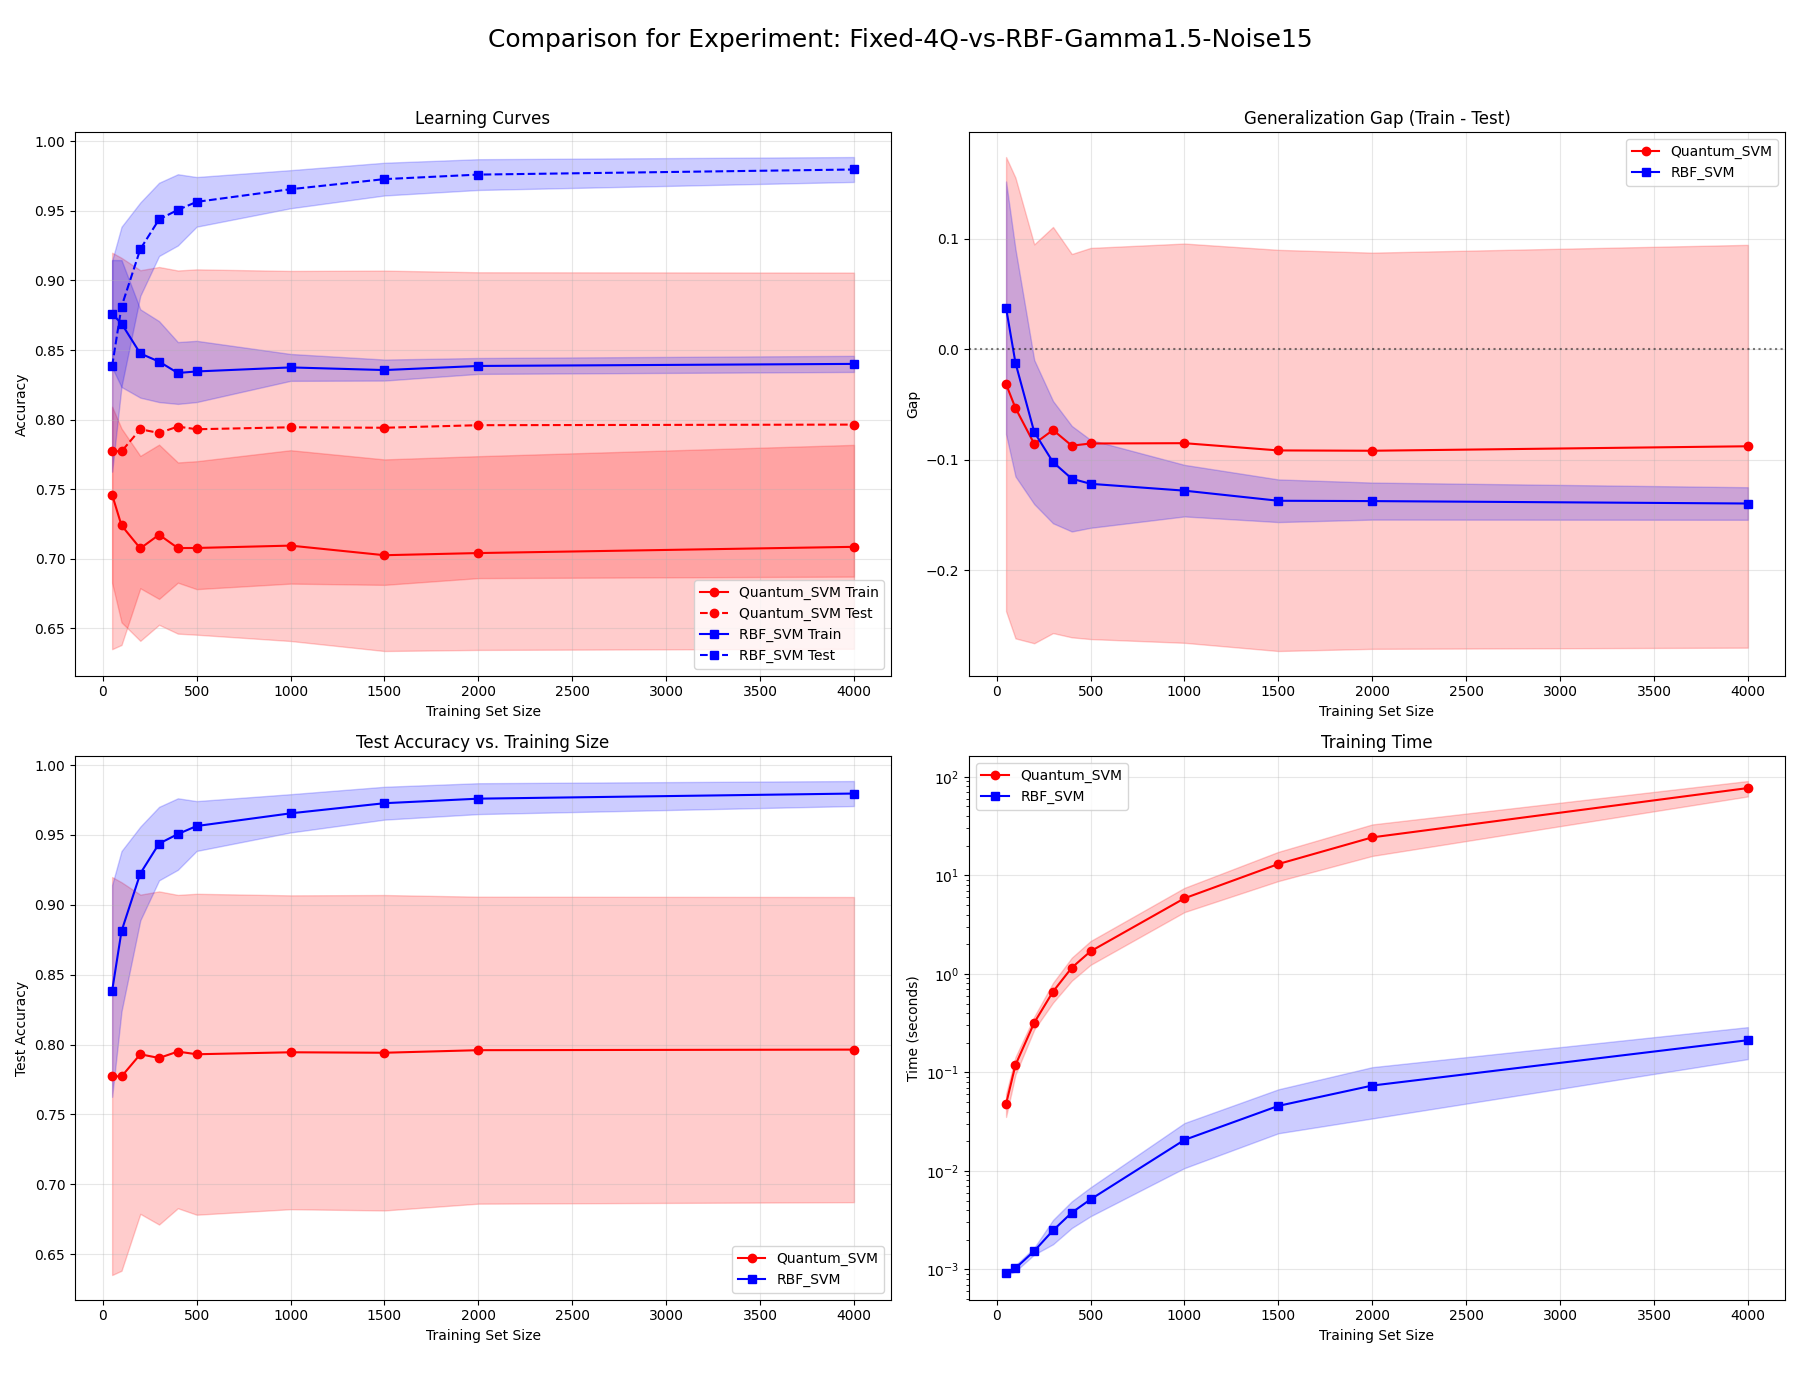 Comparison for Experiment: Fixed-4Q-vs-RBF-Gamma1.5-Noise15
Learning Curves
1.00
0.95
0.90
0.85
0.80
0.75
0.70
0.65
Accuracy
Quantum_SVM Train
Quantum_SVM Test
RBF_SVM Train
RBF_SVM Test
0 500 1000 1500 2000 2500 3000 3500 4000
Training Set Size
Generalization Gap (Train - Test)
Quantum_SVM
RBF_SVM
0.1
0.0
−0.1
−0.2
Gap
0 500 1000 1500 2000 2500 3000 3500 4000
Training Set Size
Test Accuracy vs. Training Size
1.00
0.95
0.90
0.85
0.80
0.75
0.70
0.65
Test Accuracy
Quantum_SVM
RBF_SVM
0 500 1000 1500 2000 2500 3000 3500 4000
Training Set Size
Training Time
Quantum_SVM
RBF_SVM
10²
10¹
10⁰
10⁻¹
10⁻²
10⁻³
Time (seconds)
0 500 1000 1500 2000 2500 3000 3500 4000
Training Set Size